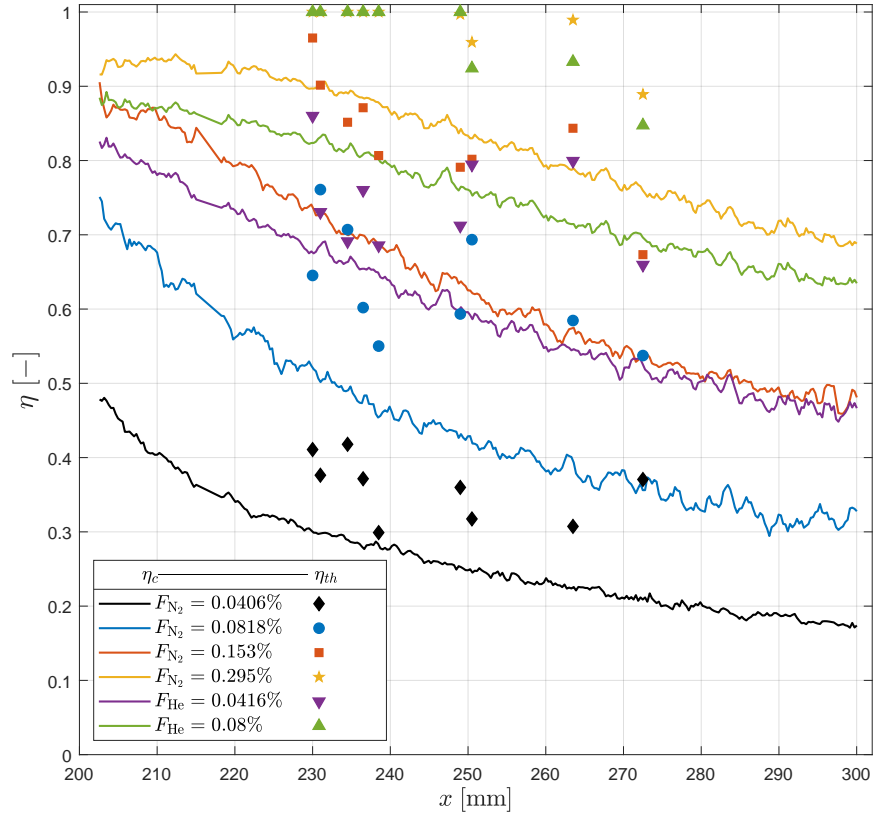 1
0.9
0.8
0.7
0.6
0.5
0.4
0.3
0.2
0.1
0
η [−]
η_c η_th
F_N₂ = 0.0406%
F_N₂ = 0.0818%
F_N₂ = 0.153%
F_N₂ = 0.295%
F_He = 0.0416%
F_He = 0.08%
200 210 220 230 240 250 260 270 280 290 300
x [mm]